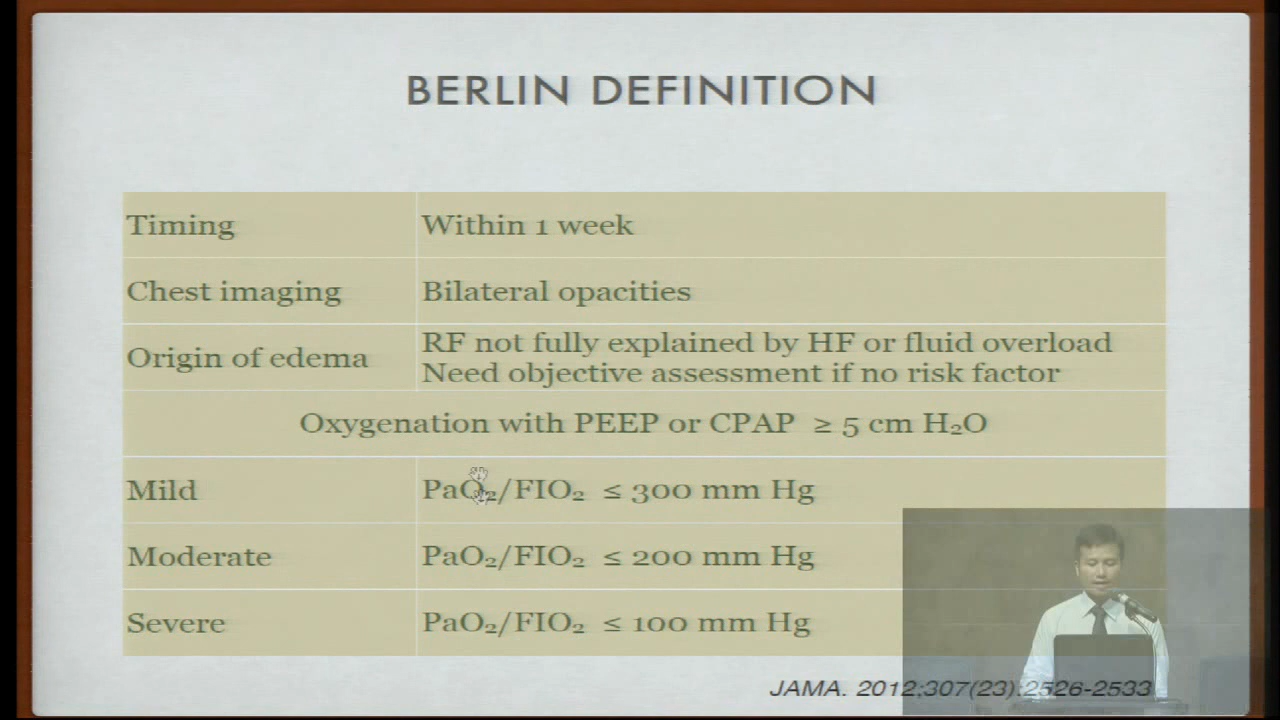 BERLIN DEFINITION
Timing
Within 1 week
Chest imaging
Bilateral opacities
Origin of edema
RF not fully explained by HF or fluid overload
Need objective assessment if no risk factor
Oxygenation with PEEP or CPAP ≥ 5 cm H₂O
Mild
PaO₂/FIO₂ ≤ 300 mm Hg
Moderate
PaO₂/FIO₂ ≤ 200 mm Hg
Severe
PaO₂/FIO₂ ≤ 100 mm Hg
JAMA. 2012;307(23):2526-2533